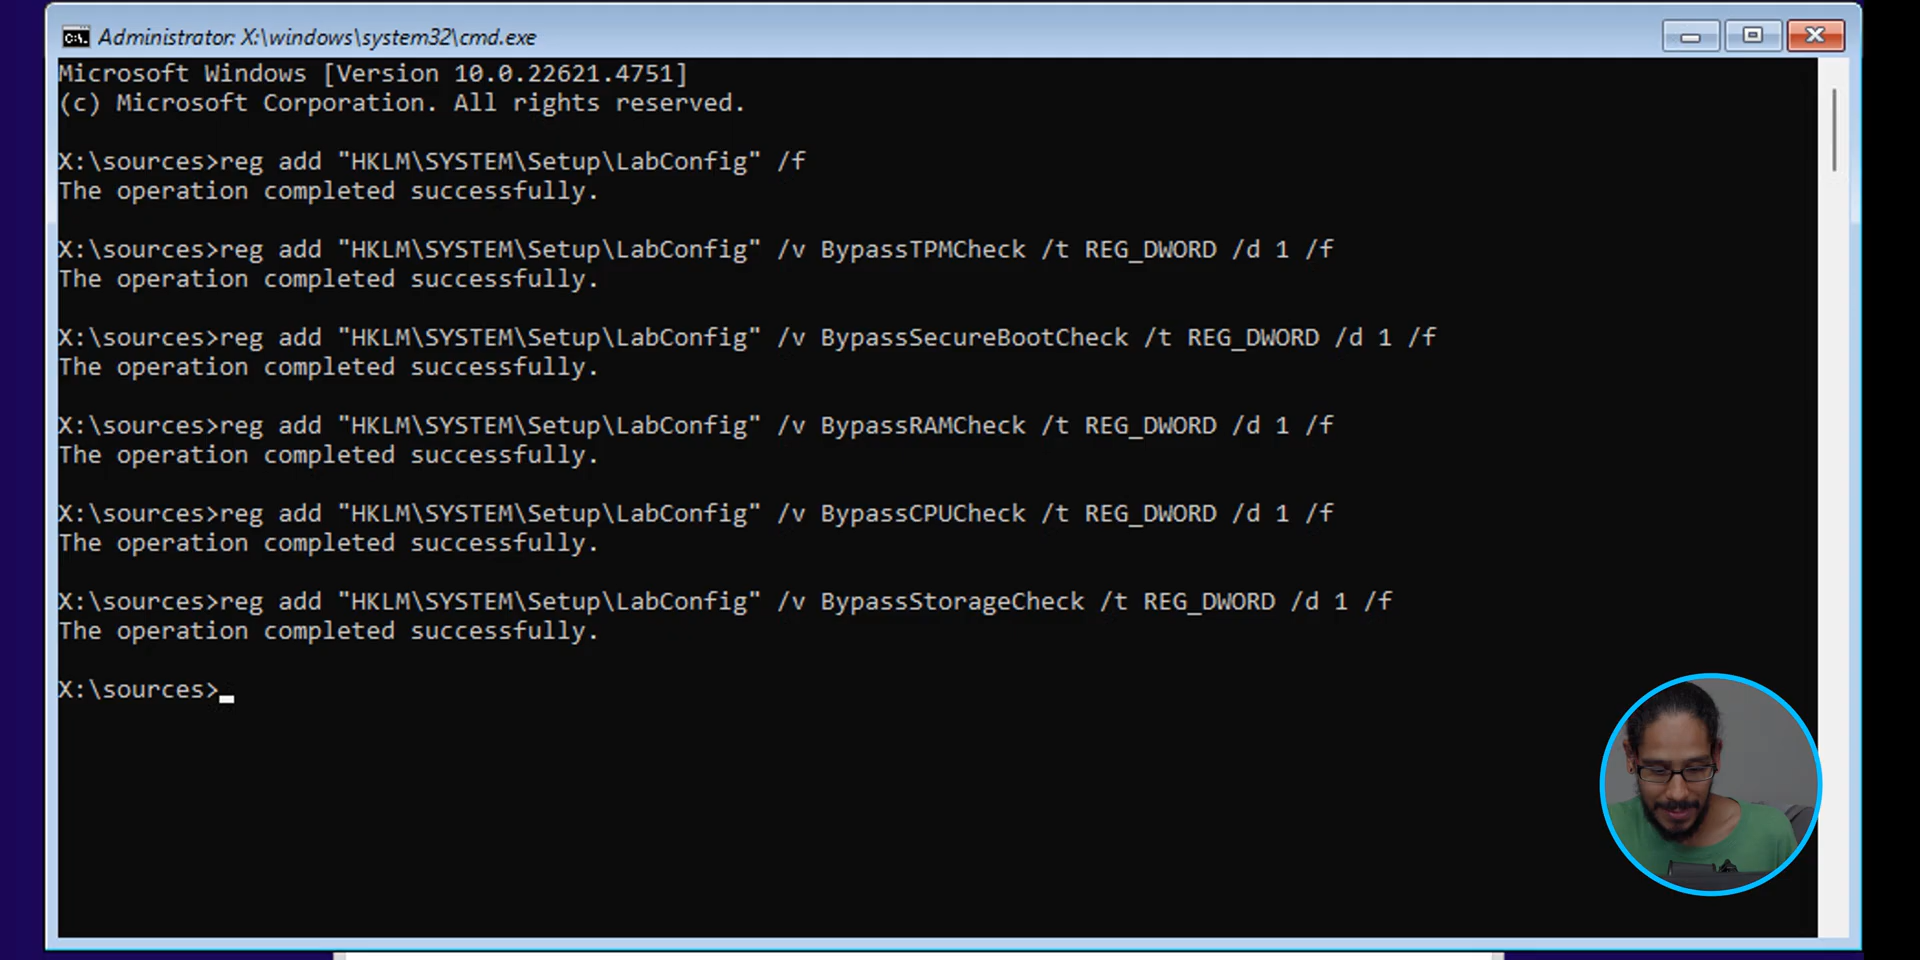 Administrator: X:\windows\system32\cmd.exe
Microsoft Windows [Version 10.0.22621.4751]
(c) Microsoft Corporation. All rights reserved.
X:\sources>reg add "HKLM\SYSTEM\Setup\LabConfig" /f
The operation completed successfully.
X:\sources>reg add "HKLM\SYSTEM\Setup\LabConfig" /v BypassTPMCheck /t REG_DWORD /d 1 /f
The operation completed successfully.
X:\sources>reg add "HKLM\SYSTEM\Setup\LabConfig" /v BypassSecureBootCheck /t REG_DWORD /d 1 /f
The operation completed successfully.
X:\sources>reg add "HKLM\SYSTEM\Setup\LabConfig" /v BypassRAMCheck /t REG_DWORD /d 1 /f
The operation completed successfully.
X:\sources>reg add "HKLM\SYSTEM\Setup\LabConfig" /v BypassCPUCheck /t REG_DWORD /d 1 /f
The operation completed successfully.
X:\sources>reg add "HKLM\SYSTEM\Setup\LabConfig" /v BypassStorageCheck /t REG_DWORD /d 1 /f
The operation completed successfully.
X:\sources>